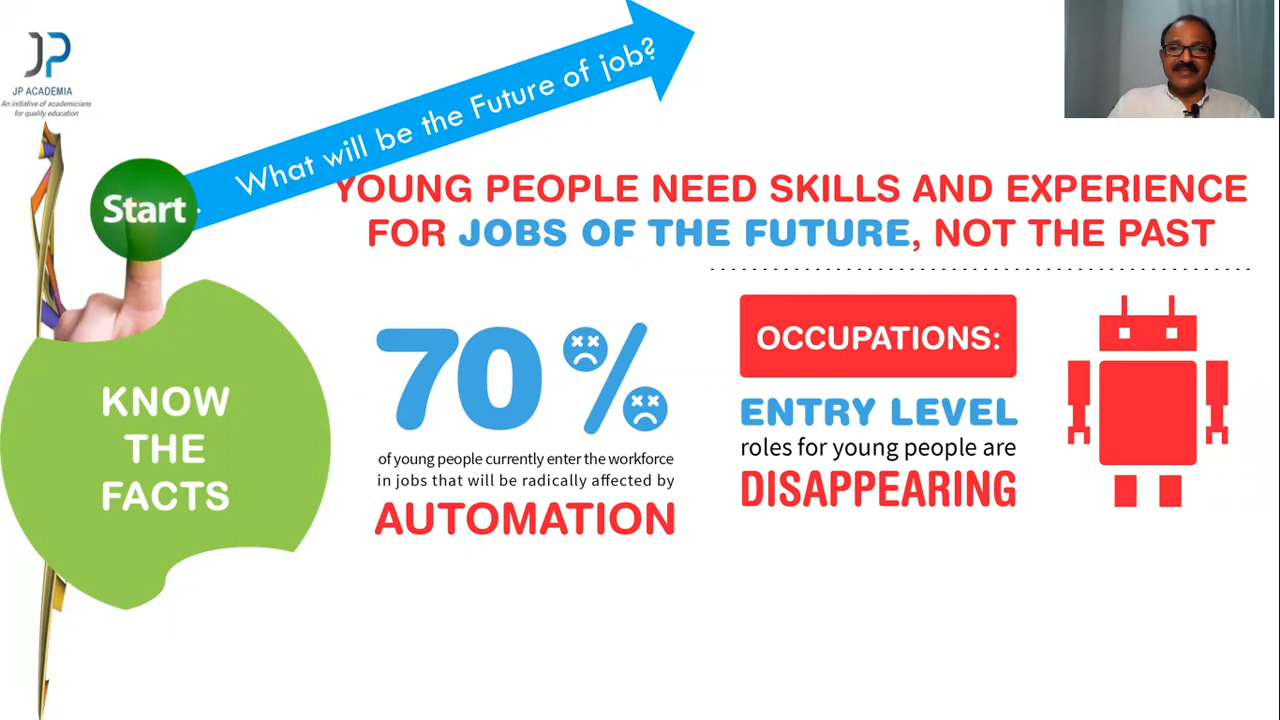 JP
JP ACADEMIA
An initiative of academicians
for quality education
What will be the Future of job?
Start
YOUNG PEOPLE NEED SKILLS AND EXPERIENCE
FOR JOBS OF THE FUTURE, NOT THE PAST
KNOW
THE
FACTS
70%
of young people currently enter the workforce
in jobs that will be radically affected by
AUTOMATION
OCCUPATIONS:
ENTRY LEVEL
roles for young people are
DISAPPEARING